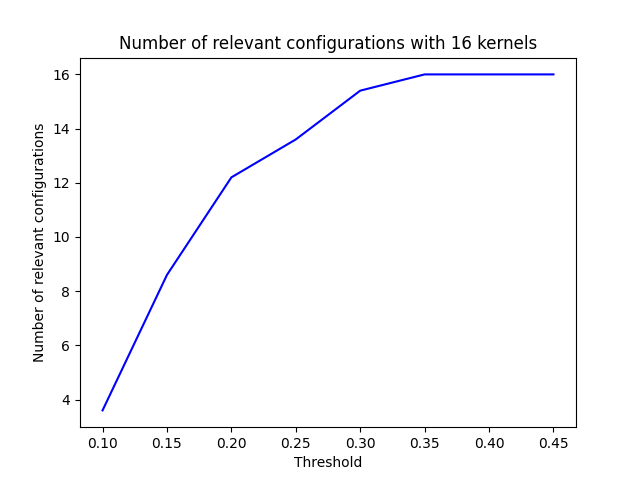 Number of relevant configurations with 16 kernels
Number of relevant configurations
16
14
12
10
8
6
4
0.10 0.15 0.20 0.25 0.30 0.35 0.40 0.45
Threshold